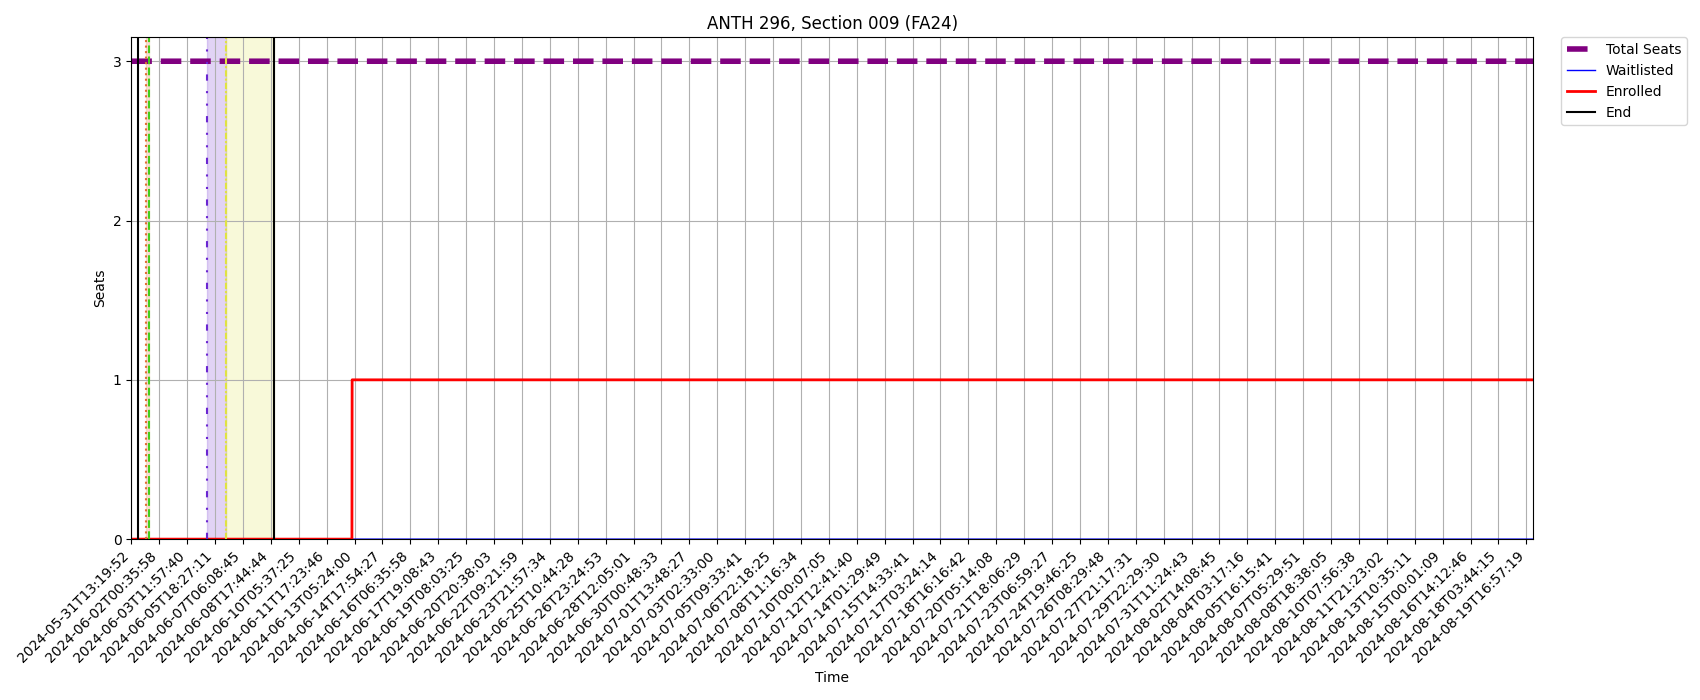 ANTH 296, Section 009 (FA24)
Total Seats
Waitlisted
Enrolled
End
Seats
3
2
1
0
2024-05-31T13:19:52
2024-06-02T00:35:58
2024-06-03T11:57:40
2024-06-05T18:27:11
2024-06-07T06:08:45
2024-06-08T17:44:44
2024-06-10T05:37:25
2024-06-11T17:23:46
2024-06-13T05:24:00
2024-06-14T17:54:27
2024-06-16T06:35:58
2024-06-17T19:08:43
2024-06-19T08:03:25
2024-06-20T20:38:03
2024-06-22T09:21:59
2024-06-23T21:57:34
2024-06-25T10:44:28
2024-06-26T23:24:53
2024-06-28T12:05:01
2024-06-30T00:48:33
2024-07-01T13:48:27
2024-07-03T02:33:00
2024-07-05T09:33:41
2024-07-06T22:18:25
2024-07-08T11:16:34
2024-07-10T00:07:05
2024-07-12T12:41:40
2024-07-14T01:29:49
2024-07-15T14:33:41
2024-07-17T03:24:14
2024-07-18T16:16:42
2024-07-20T05:14:08
2024-07-21T18:06:29
2024-07-23T06:59:27
2024-07-24T19:46:25
2024-07-26T08:29:48
2024-07-27T21:17:31
2024-07-29T22:29:30
2024-07-31T11:24:43
2024-08-02T14:08:45
2024-08-04T03:17:16
2024-08-05T16:15:41
2024-08-07T05:29:51
2024-08-08T18:38:05
2024-08-10T07:56:38
2024-08-11T21:23:02
2024-08-13T10:35:11
2024-08-15T00:01:09
2024-08-16T14:12:46
2024-08-18T03:44:15
2024-08-19T16:57:19
Time